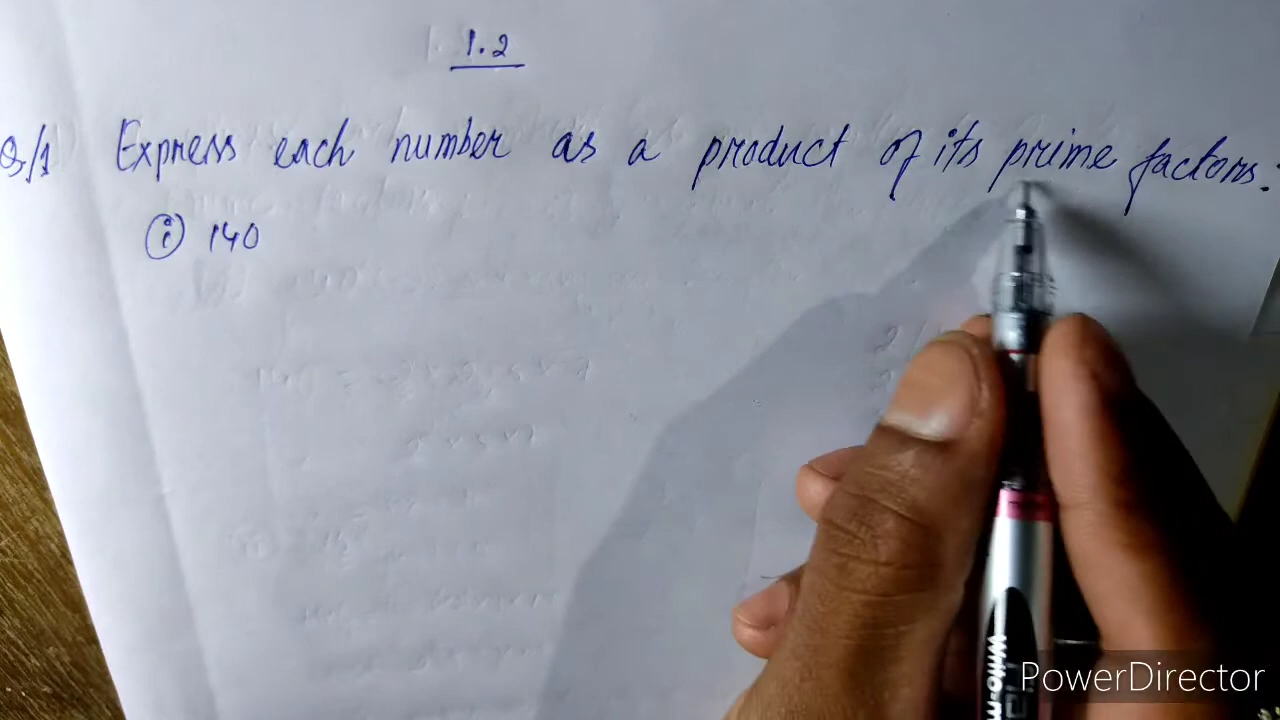 1.2
Q/1 Express each number as a product of its prime factors:
(i) 140
PowerDirector